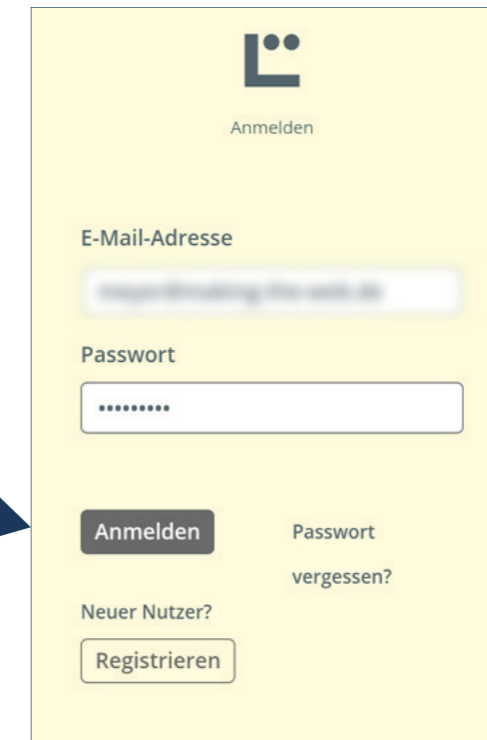 Anmelden
E-Mail-Adresse
Passwort
•••••••••
Anmelden
Passwort
vergessen?
Neuer Nutzer?
Registrieren